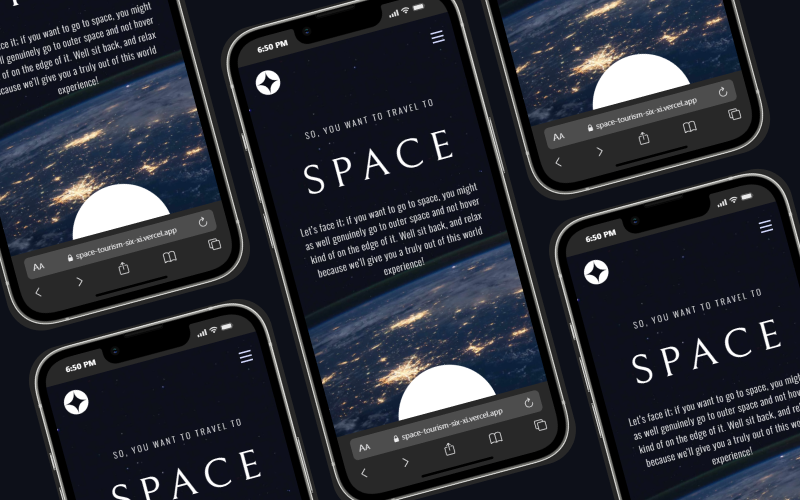 ce it; if you want to go to space, you might
ell genuinely go to outer space and not hover
of on the edge of it. Well sit back, and relax
cause we'll give you a truly out of this world
experience!
AA space-tourism-six-xi.vercel.app
6:50 PM
SO, YOU WANT TO TRAVEL TO
SPACE
Let's face it; if you want to go to space, you might
as well genuinely go to outer space and not hover
kind of on the edge of it. Well sit back, and relax
because we'll give you a truly out of this world
experience!
AA space-tourism-six-xi.vercel.app
AA space-tourism-six-xi.vercel.app
6:50 PM
SO, YOU WANT TO TRAVEL TO
SPACE
6:50 PM
SO, YOU WANT TO TRAVEL TO
SPACE
Let's face it; if you want to go to space, you migh
as well genuinely go to outer space and not hov
kind of on the edge of it. Well sit back, and rela
because we'll give you a truly out of this wo
experience!